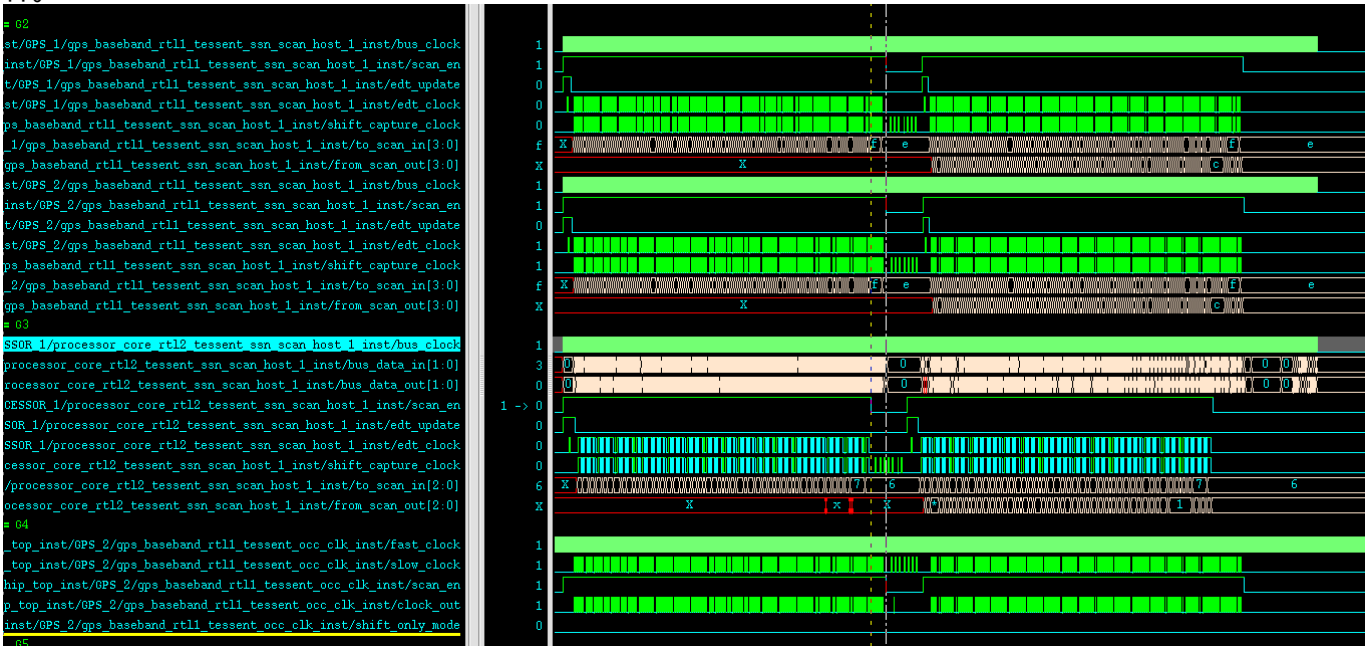 = G2
st/GPS_1/gps_baseband_rtl1_tessent_ssn_scan_host_1_inst/bus_clock 1
inst/GPS_1/gps_baseband_rtl1_tessent_ssn_scan_host_1_inst/scan_en 1
t/GPS_1/gps_baseband_rtl1_tessent_ssn_scan_host_1_inst/edt_update 0
st/GPS_1/gps_baseband_rtl1_tessent_ssn_scan_host_1_inst/edt_clock 0
ps_baseband_rtl1_tessent_ssn_scan_host_1_inst/shift_capture_clock 0
_1/gps_baseband_rtl1_tessent_ssn_scan_host_1_inst/to_scan_in[3:0] f X f e f e
gps_baseband_rtl1_tessent_ssn_scan_host_1_inst/from_scan_out[3:0] X X c
st/GPS_2/gps_baseband_rtl1_tessent_ssn_scan_host_1_inst/bus_clock 1
inst/GPS_2/gps_baseband_rtl1_tessent_ssn_scan_host_1_inst/scan_en 1
t/GPS_2/gps_baseband_rtl1_tessent_ssn_scan_host_1_inst/edt_update 0
st/GPS_2/gps_baseband_rtl1_tessent_ssn_scan_host_1_inst/edt_clock 1
ps_baseband_rtl1_tessent_ssn_scan_host_1_inst/shift_capture_clock 1
_2/gps_baseband_rtl1_tessent_ssn_scan_host_1_inst/to_scan_in[3:0] f X f e f e
gps_baseband_rtl1_tessent_ssn_scan_host_1_inst/from_scan_out[3:0] X X c
= G3
SSOR_1/processor_core_rtl2_tessent_ssn_scan_host_1_inst/bus_clock 1
processor_core_rtl2_tessent_ssn_scan_host_1_inst/bus_data_in[1:0] 3 0 0 0 0
rocessor_core_rtl2_tessent_ssn_scan_host_1_inst/bus_data_out[1:0] 0 0 0 0 0
CESSOR_1/processor_core_rtl2_tessent_ssn_scan_host_1_inst/scan_en 1 -> 0
SOR_1/processor_core_rtl2_tessent_ssn_scan_host_1_inst/edt_update 0
SSOR_1/processor_core_rtl2_tessent_ssn_scan_host_1_inst/edt_clock 0
cessor_core_rtl2_tessent_ssn_scan_host_1_inst/shift_capture_clock 0
/processor_core_rtl2_tessent_ssn_scan_host_1_inst/to_scan_in[2:0] 6 X 7 6 7 6
ocessor_core_rtl2_tessent_ssn_scan_host_1_inst/from_scan_out[2:0] X X x X * 1
= G4
_top_inst/GPS_2/gps_baseband_rtl1_tessent_occ_clk_inst/fast_clock 1
_top_inst/GPS_2/gps_baseband_rtl1_tessent_occ_clk_inst/slow_clock 1
hip_top_inst/GPS_2/gps_baseband_rtl1_tessent_occ_clk_inst/scan_en 1
p_top_inst/GPS_2/gps_baseband_rtl1_tessent_occ_clk_inst/clock_out 1
inst/GPS_2/gps_baseband_rtl1_tessent_occ_clk_inst/shift_only_mode 0
G5